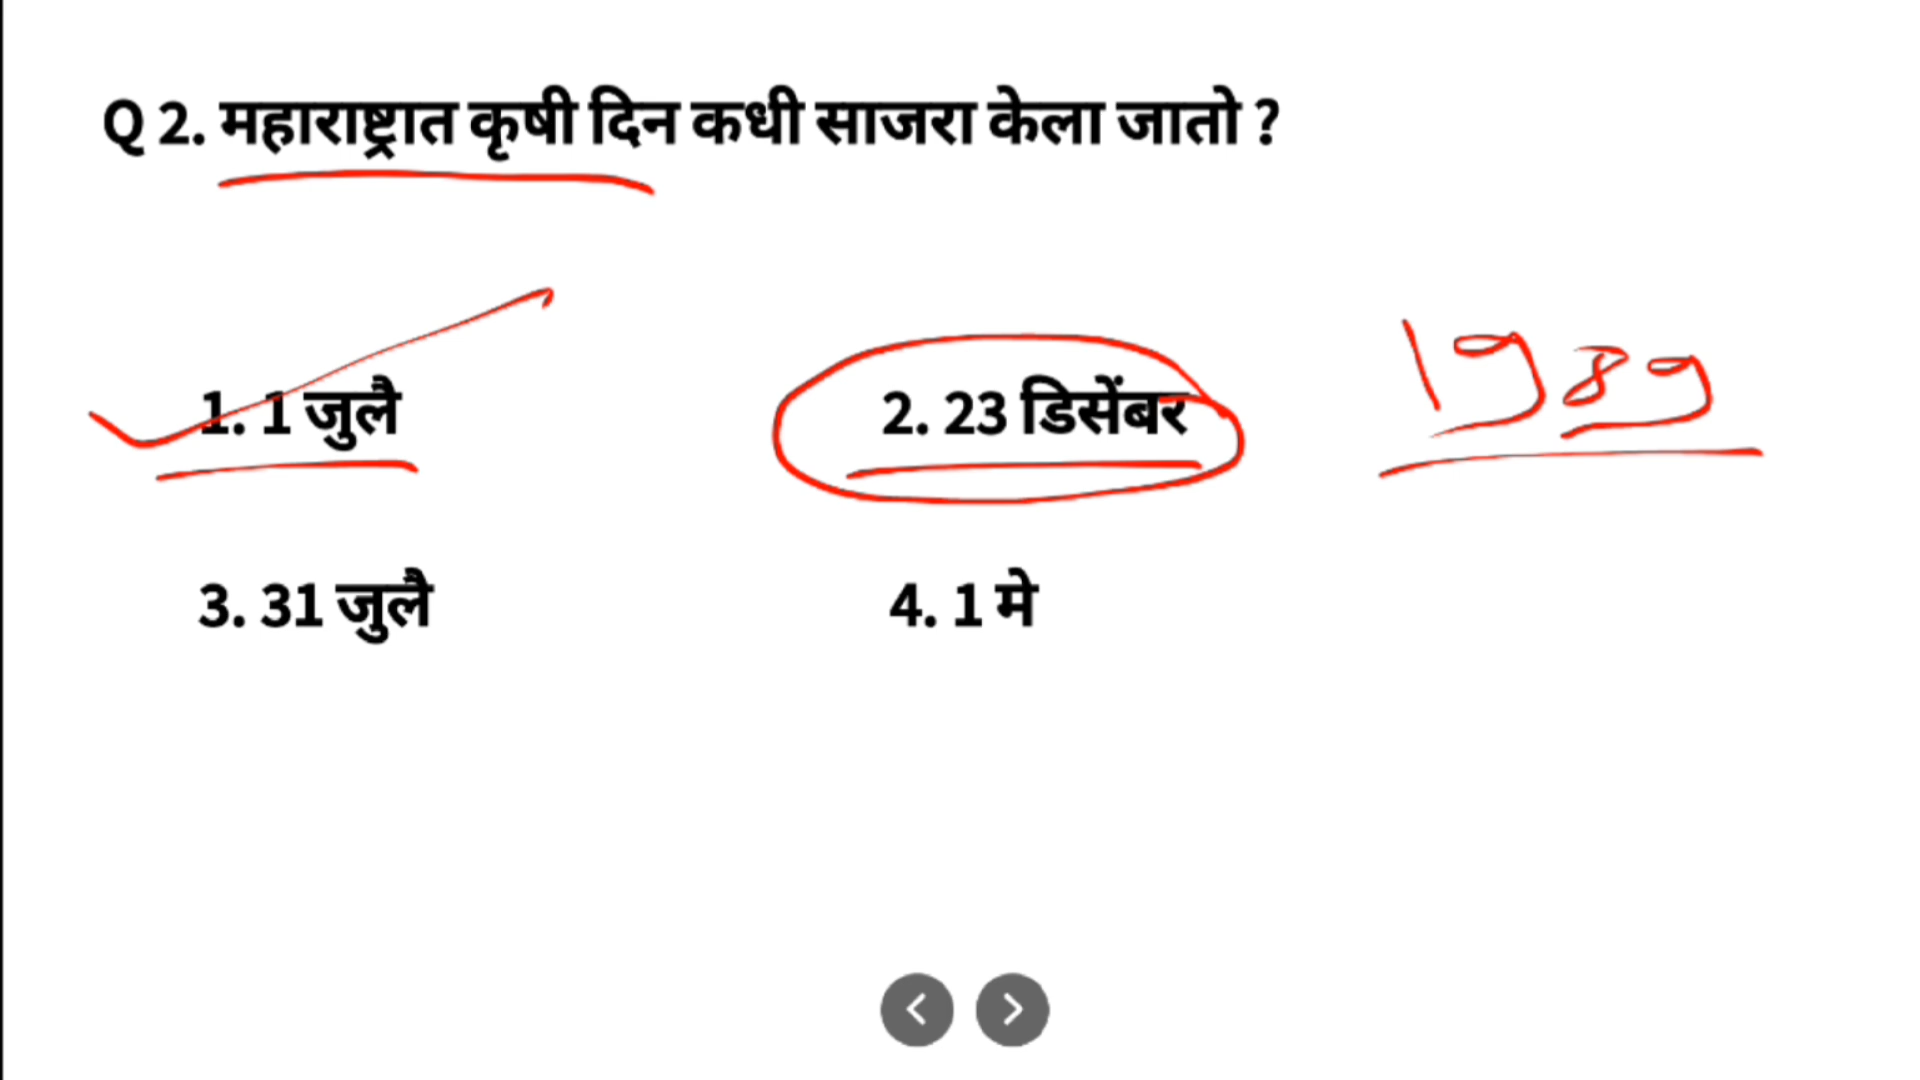 Q 2. महाराष्ट्रात कृषी दिन कधी साजरा केला जातो ?
1. 1 जुलै
2. 23 डिसेंबर
1989
3. 31 जुलै
4. 1 मे